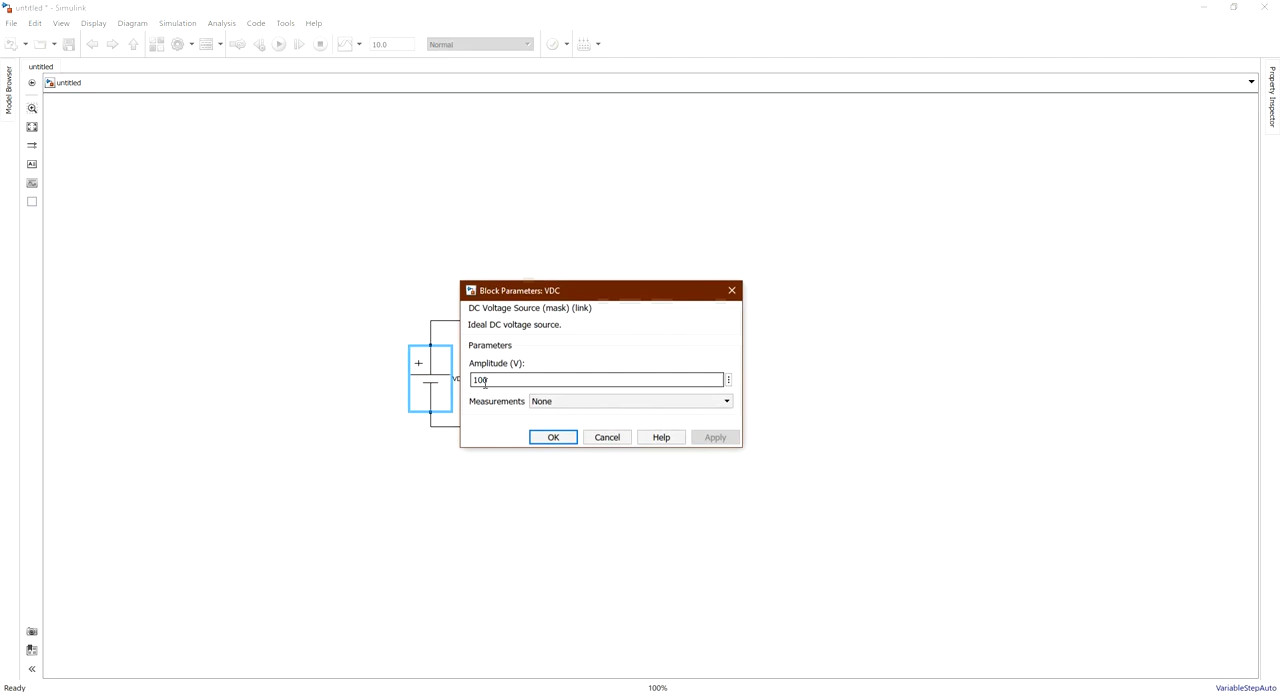 untitled * - Simulink
File Edit View Display Diagram Simulation Analysis Code Tools Help
10.0 Normal
untitled
untitled
Model Browser
Property Inspector
Block Parameters: VDC
DC Voltage Source (mask) (link)
Ideal DC voltage source.
Parameters
Amplitude (V):
100
Measurements None
OK Cancel Help Apply
+
Ready 100% VariableStepAuto